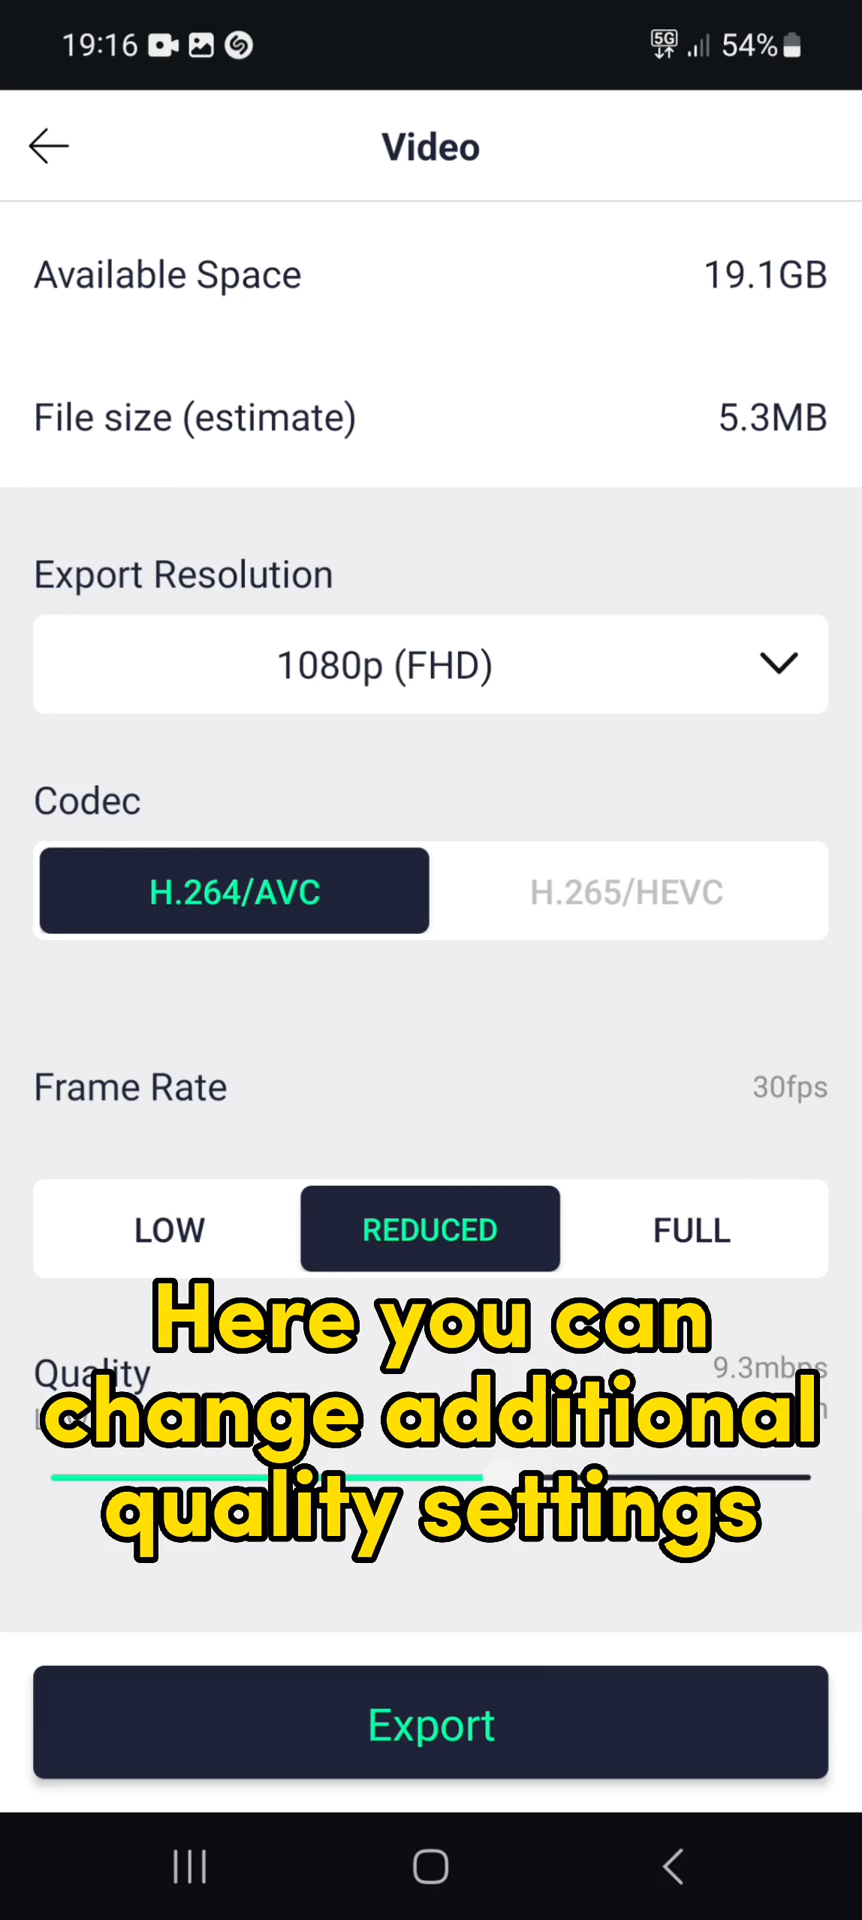 19:16 5G 54%
Video
Available Space 19.1GB
File size (estimate) 5.3MB
Export Resolution
1080p (FHD)
Codec
H.264/AVC H.265/HEVC
Frame Rate 30fps
LOW REDUCED FULL
Quality 9.3mbps
Here you can
change additional
quality settings
Export